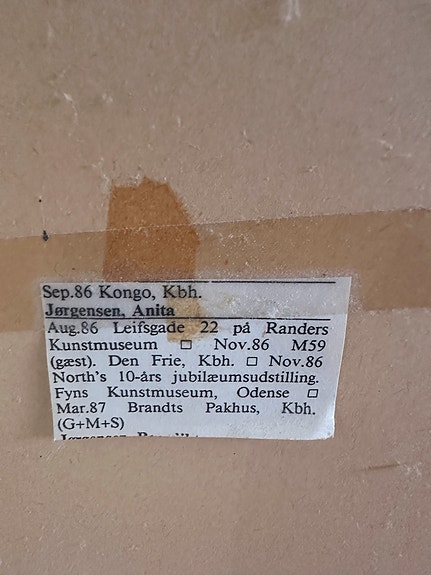 Sep.86 Kongo, Kbh.
Jørgensen, Anita
Aug.86 Leifsgade 22 på Randers
Kunstmuseum □ Nov.86 M59
(gæst). Den Frie, Kbh. □ Nov.86
North's 10-års jubilæumsudstilling.
Fyns Kunstmuseum, Odense □
Mar.87 Brandts Pakhus, Kbh.
(G+M+S)
Jørgensen